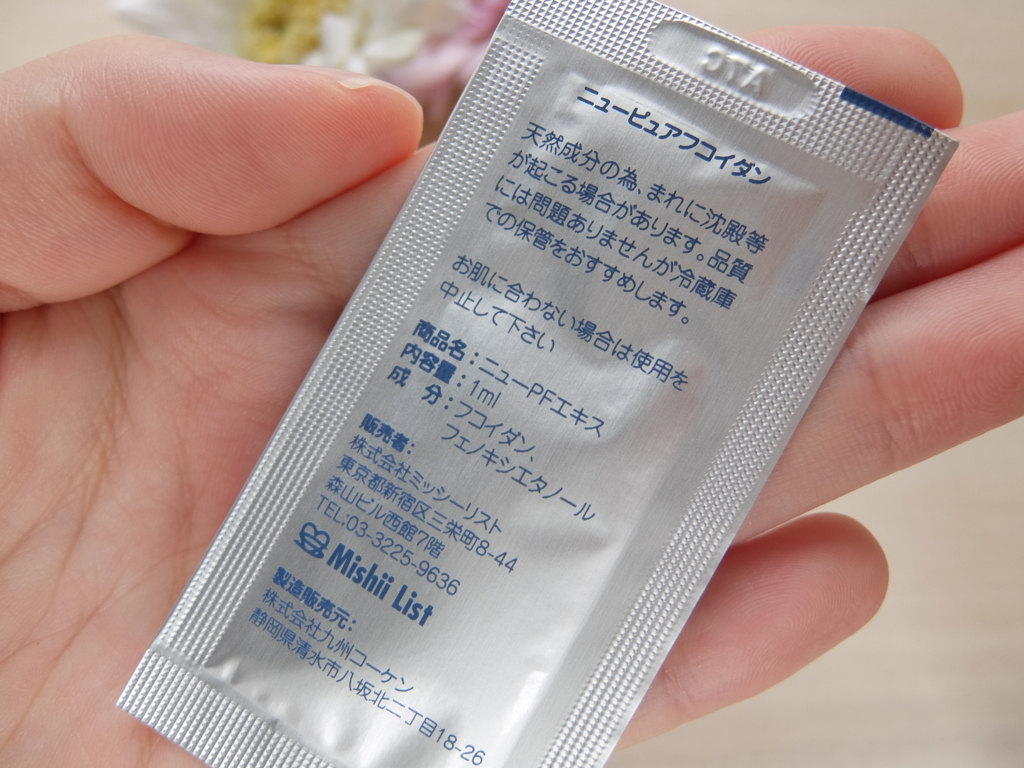 ニューピュアフコイダン
天然成分の為、まれに沈殿等
が起こる場合があります。品質
には問題ありませんが冷蔵庫
での保管をおすすめします。
お肌に合わない場合は使用を
中止して下さい
商品名：ニューPFエキス
内容量：1ml
成　分：フコイダン、
フェノキシエタノール
販売者：
株式会社ミッシーリスト
東京都新宿区三栄町8-44
森山ビル西館7階
TEL:03-3225-9636
Mishii List
製造販売元：
株式会社九州コーケン
静岡県清水市八坂北二丁目18-26